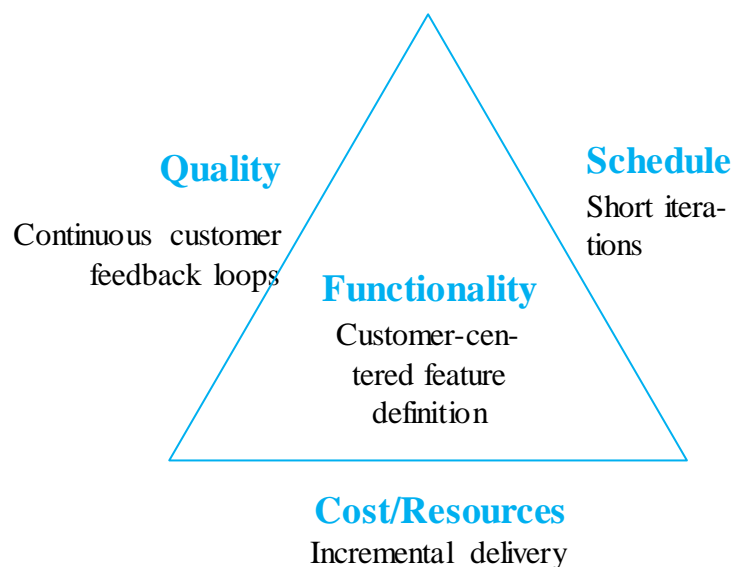 Quality
Continuous customer
feedback loops
Schedule
Short itera-
tions
Functionality
Customer-cen-
tered feature
definition
Cost/Resources
Incremental delivery